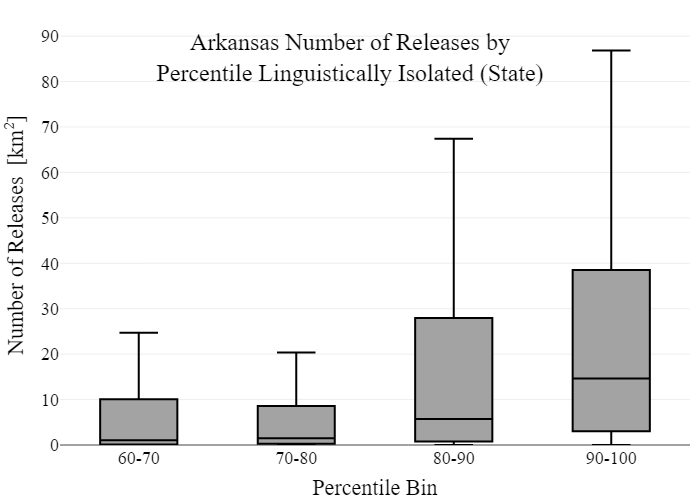 Arkansas Number of Releases by
Percentile Linguistically Isolated (State)
Number of Releases [km²]
90
80
70
60
50
40
30
20
10
0
60-70 70-80 80-90 90-100
Percentile Bin